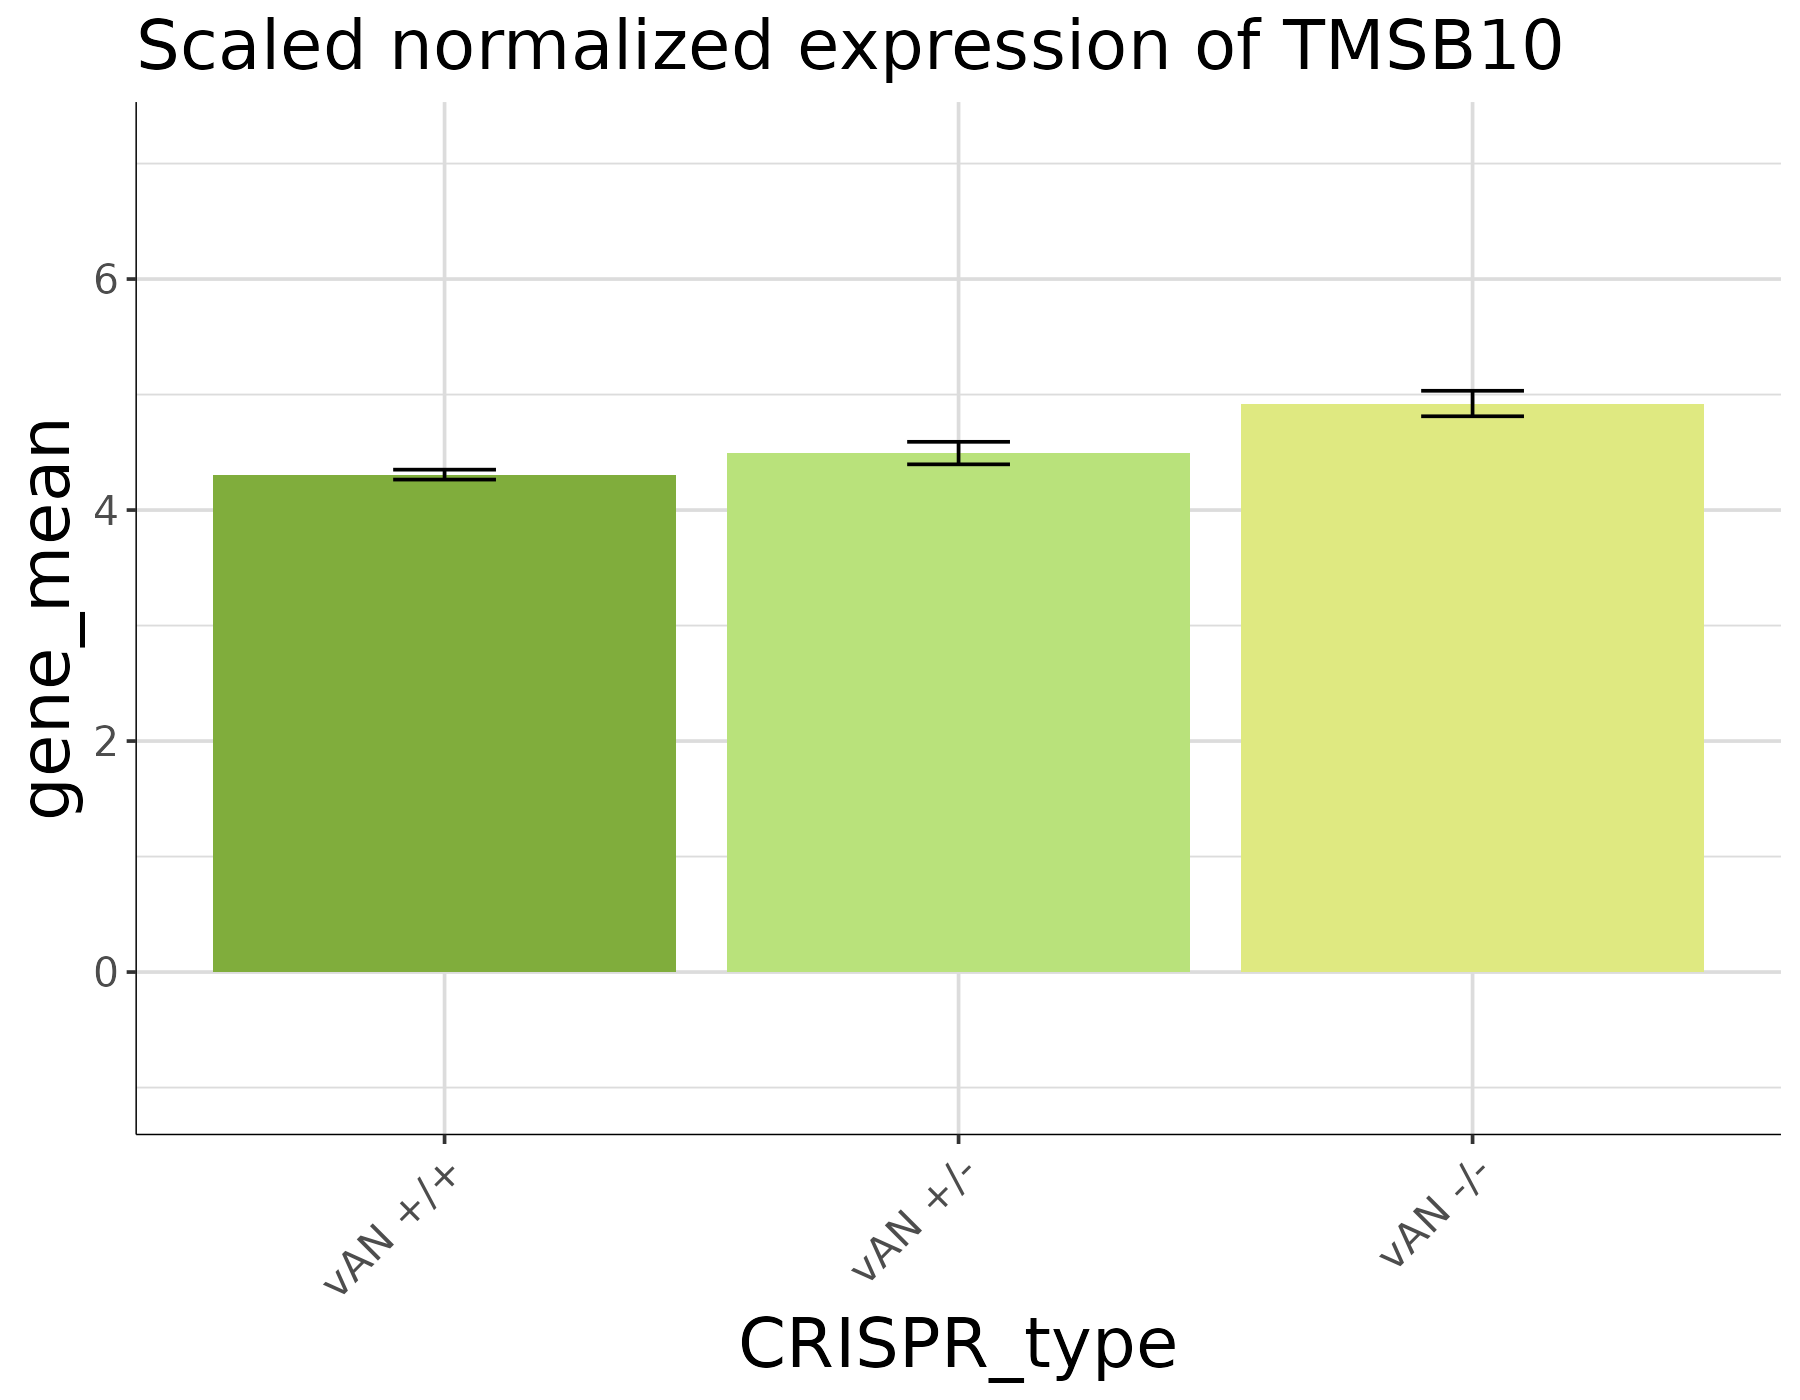 Scaled normalized expression of TMSB10
gene_mean
6
4
2
0
vAN +/+
vAN +/-
vAN -/-
CRISPR_type